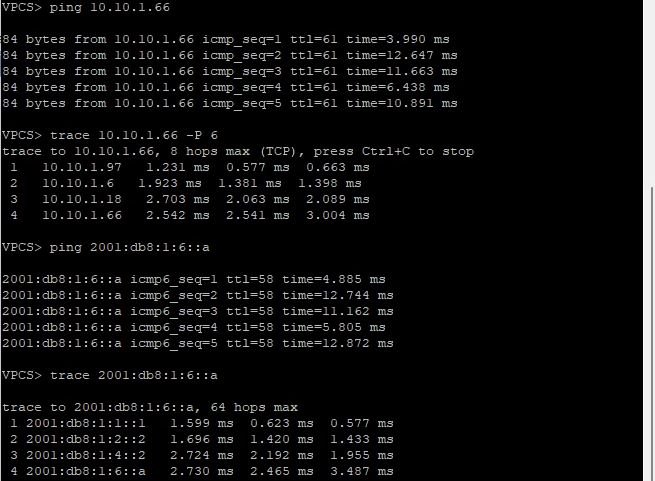 VPCS> ping 10.10.1.66
84 bytes from 10.10.1.66 icmp_seq=1 ttl=61 time=3.990 ms
84 bytes from 10.10.1.66 icmp_seq=2 ttl=61 time=12.647 ms
84 bytes from 10.10.1.66 icmp_seq=3 ttl=61 time=11.663 ms
84 bytes from 10.10.1.66 icmp_seq=4 ttl=61 time=6.438 ms
84 bytes from 10.10.1.66 icmp_seq=5 ttl=61 time=10.891 ms
VPCS> trace 10.10.1.66 -P 6
trace to 10.10.1.66, 8 hops max (TCP), press Ctrl+C to stop
1 10.10.1.97 1.231 ms 0.577 ms 0.663 ms
2 10.10.1.6 1.923 ms 1.381 ms 1.398 ms
3 10.10.1.18 2.703 ms 2.063 ms 2.089 ms
4 10.10.1.66 2.542 ms 2.541 ms 3.004 ms
VPCS> ping 2001:db8:1:6::a
2001:db8:1:6::a icmp6_seq=1 ttl=58 time=4.885 ms
2001:db8:1:6::a icmp6_seq=2 ttl=58 time=12.744 ms
2001:db8:1:6::a icmp6_seq=3 ttl=58 time=11.162 ms
2001:db8:1:6::a icmp6_seq=4 ttl=58 time=5.805 ms
2001:db8:1:6::a icmp6_seq=5 ttl=58 time=12.872 ms
VPCS> trace 2001:db8:1:6::a
trace to 2001:db8:1:6::a, 64 hops max
1 2001:db8:1:1::1 1.599 ms 0.623 ms 0.577 ms
2 2001:db8:1:2::2 1.696 ms 1.420 ms 1.433 ms
3 2001:db8:1:4::2 2.724 ms 2.192 ms 1.955 ms
4 2001:db8:1:6::a 2.730 ms 2.465 ms 3.487 ms